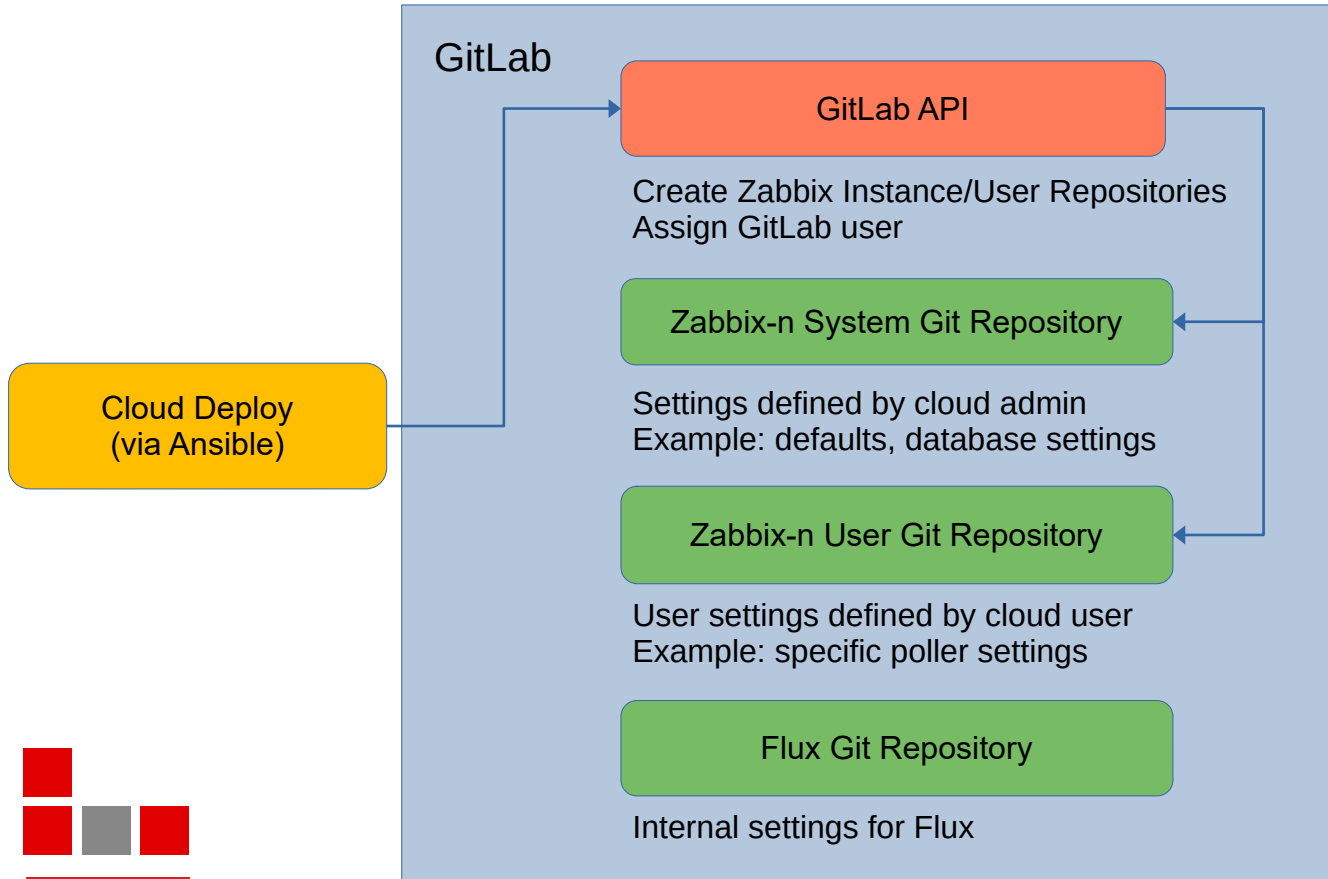 GitLab
GitLab API
Create Zabbix Instance/User Repositories
Assign GitLab user
Zabbix-n System Git Repository
Settings defined by cloud admin
Example: defaults, database settings
Cloud Deploy
(via Ansible)
Zabbix-n User Git Repository
User settings defined by cloud user
Example: specific poller settings
Flux Git Repository
Internal settings for Flux